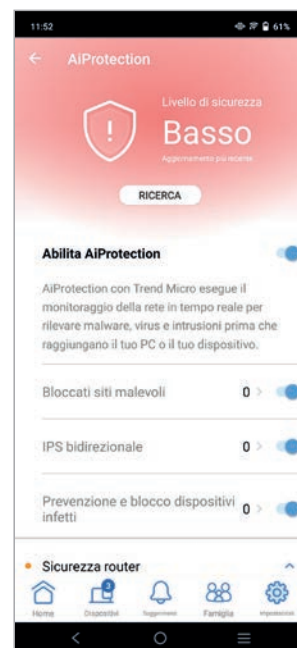 11:52
61%
AiProtection
Livello di sicurezza
Basso
Aggiornamento più recente
RICERCA
Abilita AiProtection
AiProtection con Trend Micro esegue il
monitoraggio della rete in tempo reale per
rilevare malware, virus e intrusioni prima che
raggiungano il tuo PC o il tuo dispositivo.
Bloccati siti malevoli 0
IPS bidirezionale 0
Prevenzione e blocco dispositivi
infetti 0
Sicurezza router
3
Home Dispositivi Suggerimenti Famiglia Impostazioni